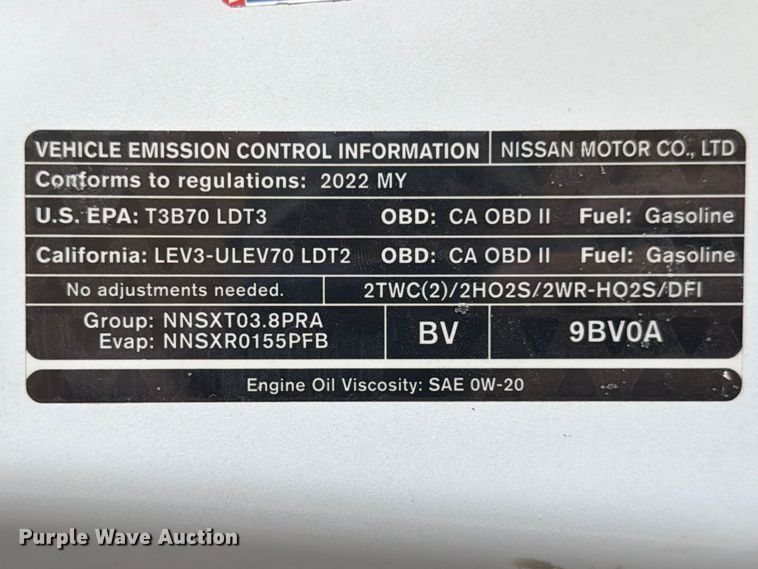 VEHICLE EMISSION CONTROL INFORMATION NISSAN MOTOR CO., LTD
Conforms to regulations: 2022 MY
U.S. EPA: T3B70 LDT3 OBD: CA OBD II Fuel: Gasoline
California: LEV3-ULEV70 LDT2 OBD: CA OBD II Fuel: Gasoline
No adjustments needed. 2TWC(2)/2HO2S/2WR-HO2S/DFI
Group: NNSXT03.8PRA
Evap: NNSXR0155PFB
BV 9BV0A
Engine Oil Viscosity: SAE 0W-20
Purple Wave Auction